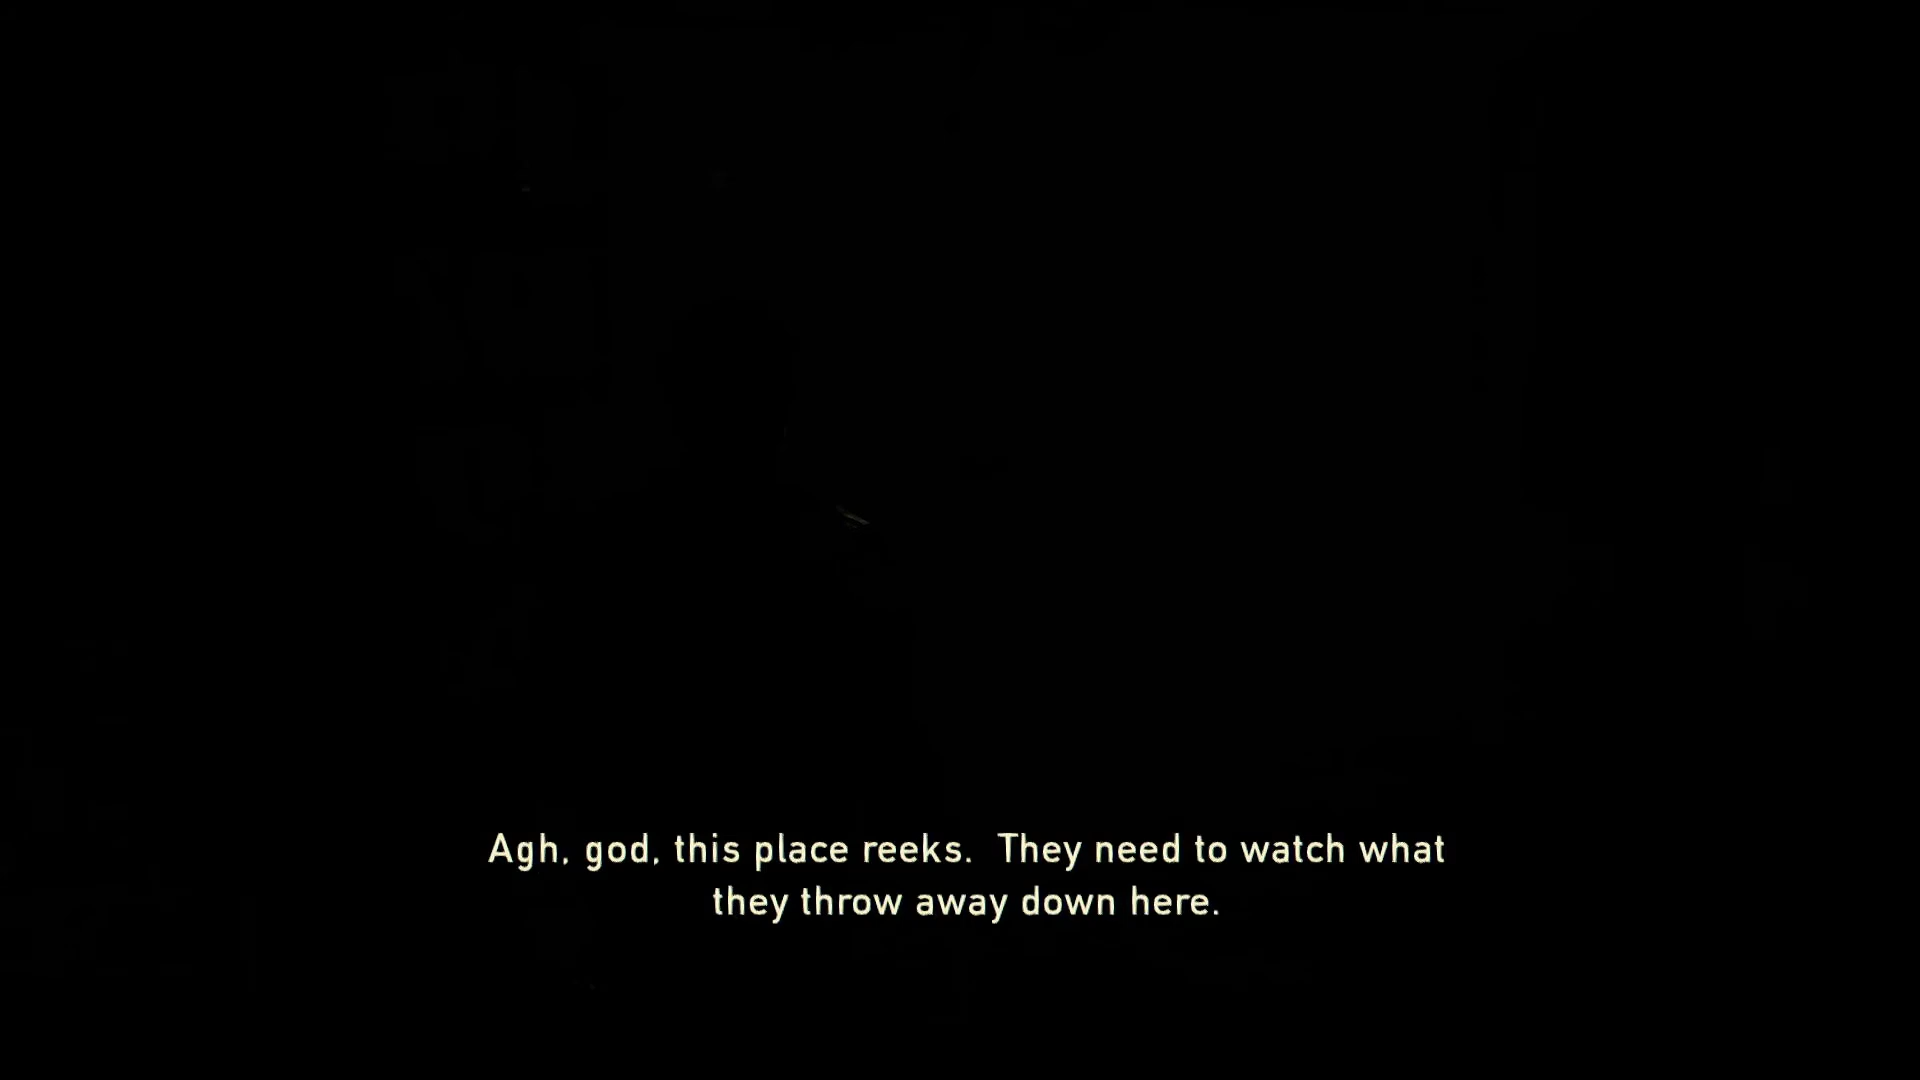 Agh, god, this place reeks.  They need to watch what
they throw away down here.